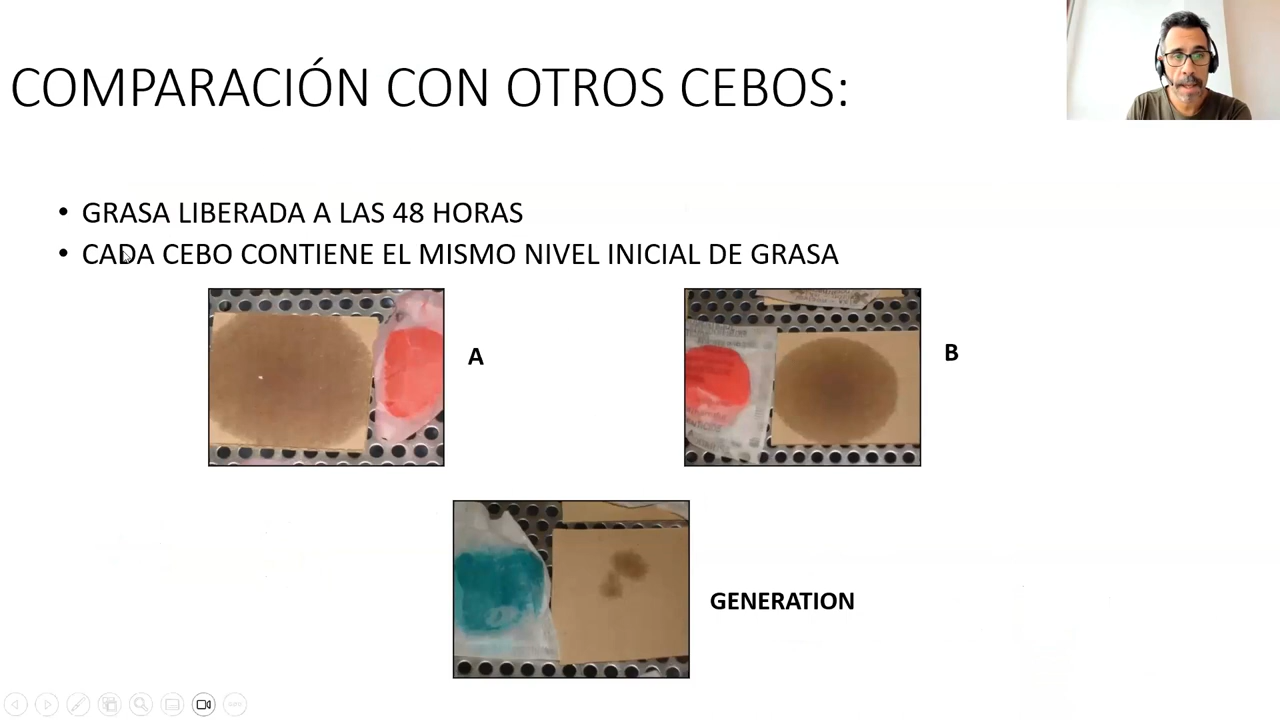 COMPARACIÓN CON OTROS CEBOS:
• GRASA LIBERADA A LAS 48 HORAS
• CADA CEBO CONTIENE EL MISMO NIVEL INICIAL DE GRASA
A
B
GENERATION